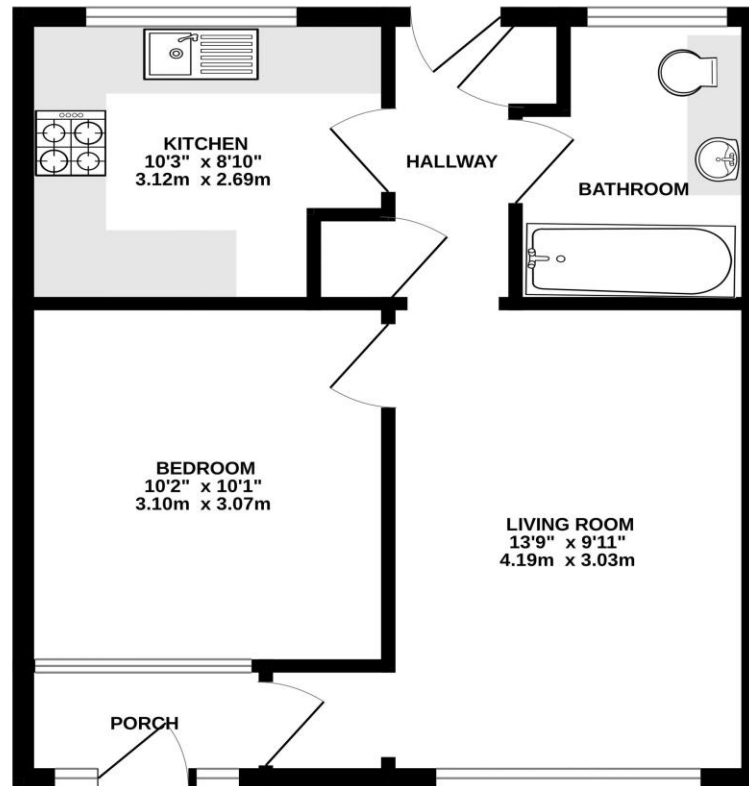 KITCHEN
10'3" x 8'10"
3.12m x 2.69m
HALLWAY
BATHROOM
BEDROOM
10'2" x 10'1"
3.10m x 3.07m
LIVING ROOM
13'9" x 9'11"
4.19m x 3.03m
PORCH